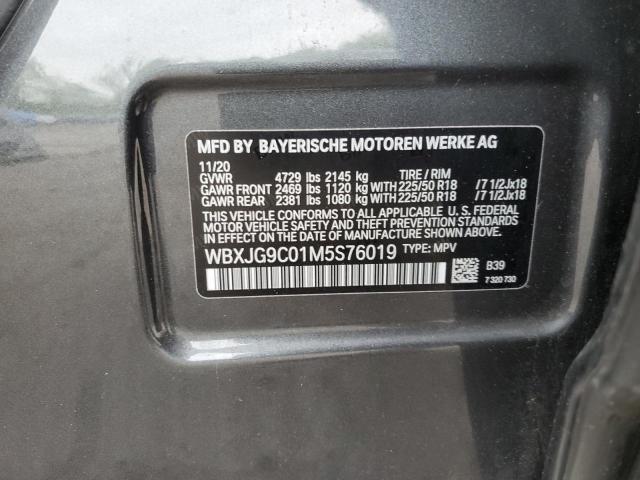 MFD BY BAYERISCHE MOTOREN WERKE AG
11/20
GVWR 4729 lbs 2145 kg TIRE / RIM
GAWR FRONT 2469 lbs 1120 kg WITH 225/50 R18 /7 1/2Jx18
GAWR REAR 2381 lbs 1080 kg WITH 225/50 R18 /7 1/2Jx18
THIS VEHICLE CONFORMS TO ALL APPLICABLE U. S. FEDERAL
MOTOR VEHICLE SAFETY AND THEFT PREVENTION STANDARDS
IN EFFECT ON THE DATE OF MANUFACTURE SHOWN ABOVE.
WBXJG9C01M5S76019 TYPE: MPV
B39
7 320 730